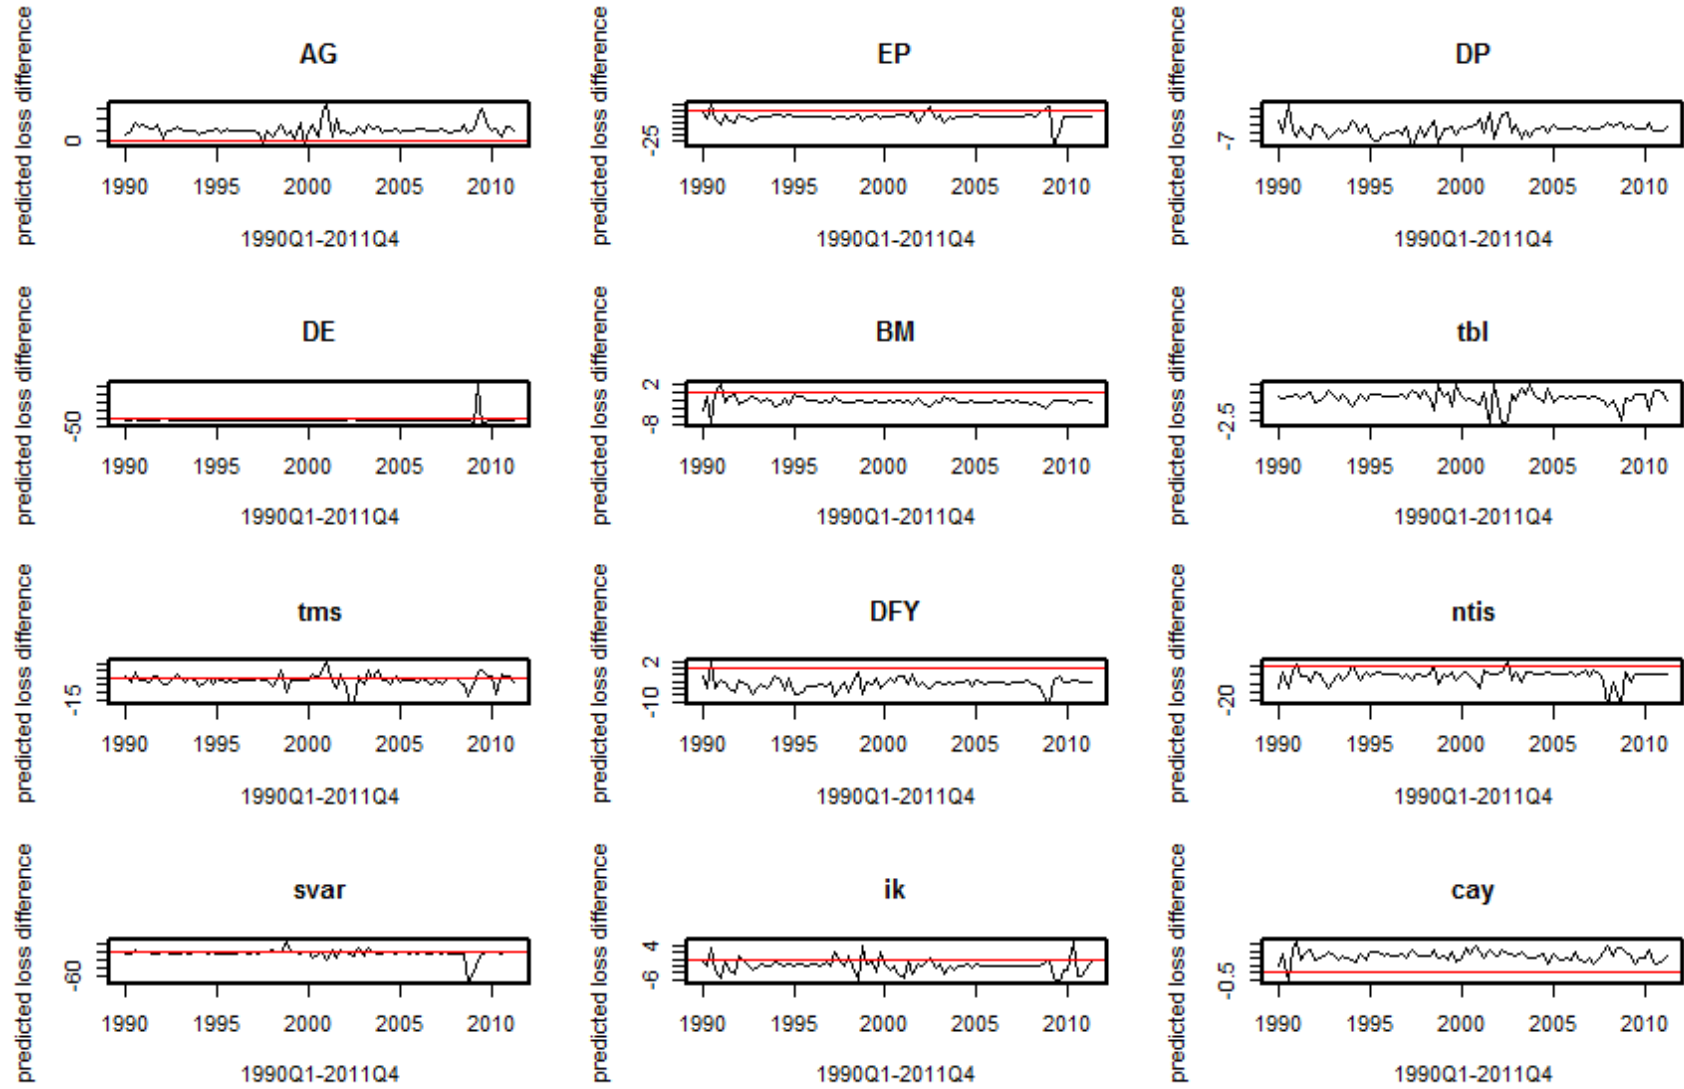 AG
predicted loss difference
0
1990 1995 2000 2005 2010
1990Q1-2011Q4
EP
predicted loss difference
-25
1990 1995 2000 2005 2010
1990Q1-2011Q4
DP
predicted loss difference
-7
1990 1995 2000 2005 2010
1990Q1-2011Q4
DE
predicted loss difference
-50
1990 1995 2000 2005 2010
1990Q1-2011Q4
BM
predicted loss difference
2
-8
1990 1995 2000 2005 2010
1990Q1-2011Q4
tbl
predicted loss difference
-2.5
1990 1995 2000 2005 2010
1990Q1-2011Q4
tms
predicted loss difference
-15
1990 1995 2000 2005 2010
1990Q1-2011Q4
DFY
predicted loss difference
2
-10
1990 1995 2000 2005 2010
1990Q1-2011Q4
ntis
predicted loss difference
-20
1990 1995 2000 2005 2010
1990Q1-2011Q4
svar
predicted loss difference
-60
1990 1995 2000 2005 2010
1990Q1-2011Q4
ik
predicted loss difference
4
-6
1990 1995 2000 2005 2010
1990Q1-2011Q4
cay
predicted loss difference
-0.5
1990 1995 2000 2005 2010
1990Q1-2011Q4